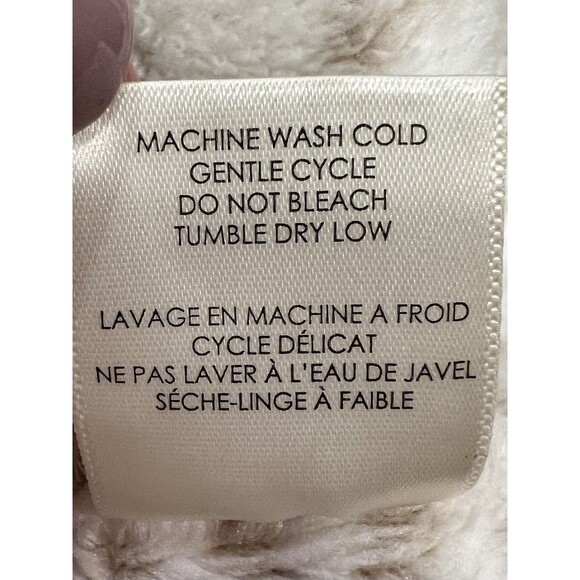 MACHINE WASH COLD
GENTLE CYCLE
DO NOT BLEACH
TUMBLE DRY LOW
LAVAGE EN MACHINE A FROID
CYCLE DÉLICAT
NE PAS LAVER À L'EAU DE JAVEL
SÉCHE-LINGE À FAIBLE